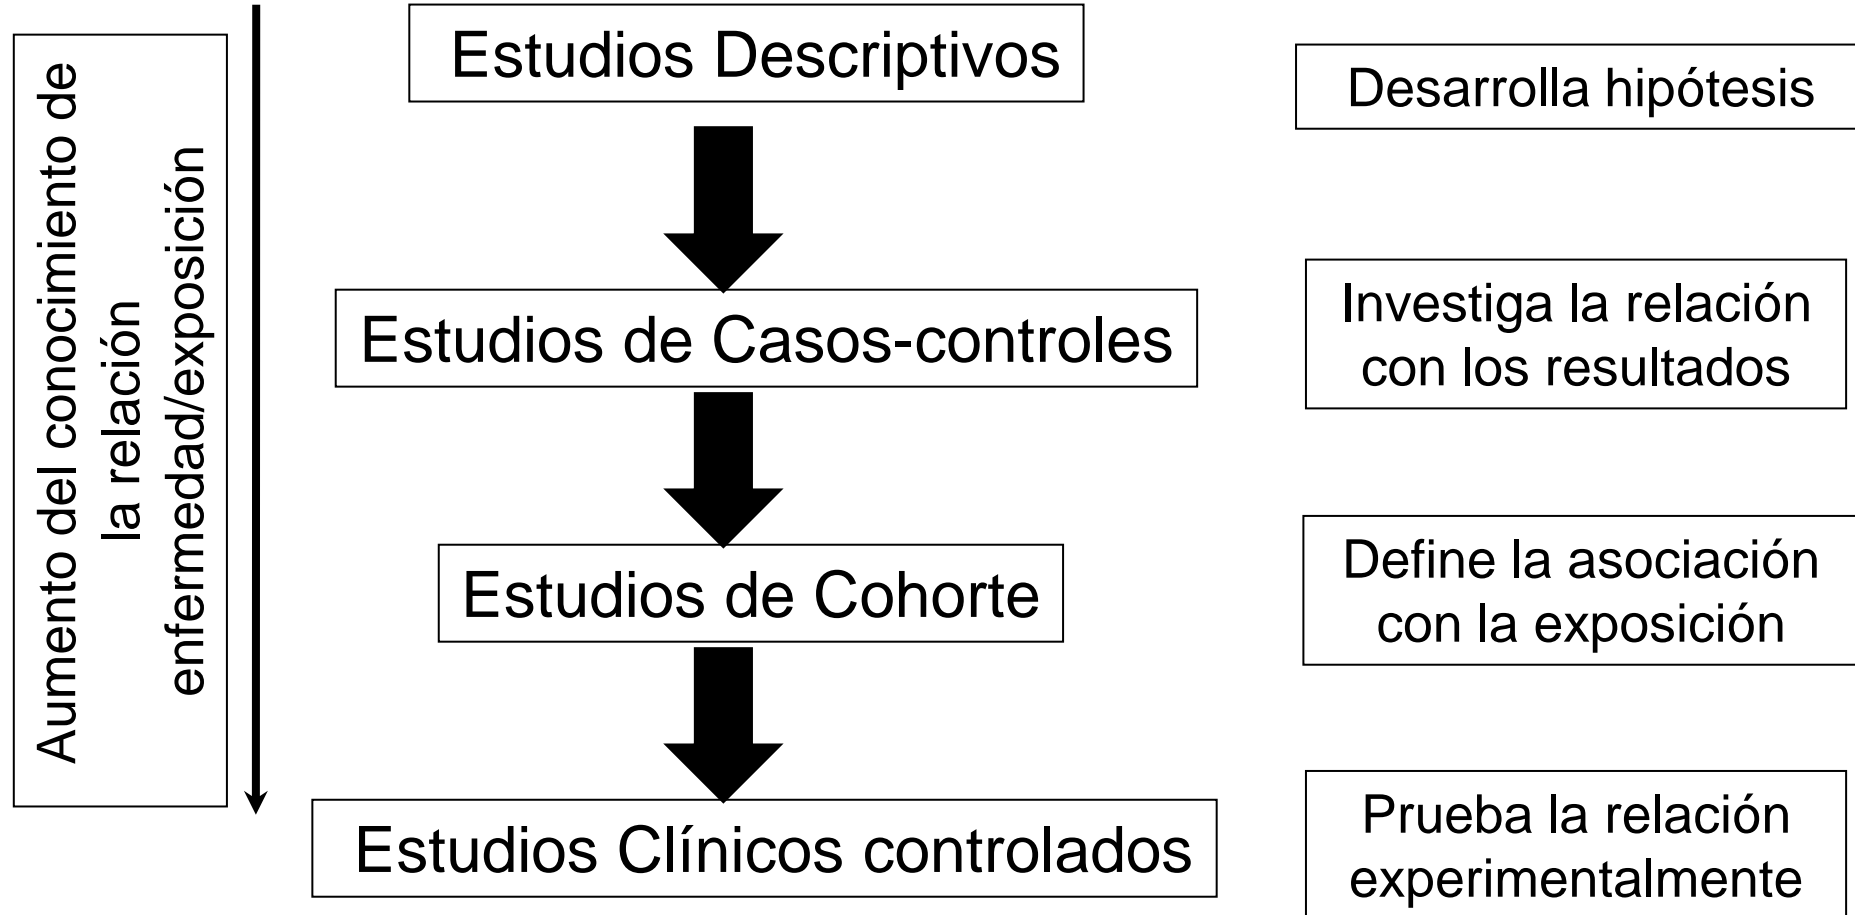 Aumento del conocimiento de
la relación
enfermedad/exposición
Estudios Descriptivos
Desarrolla hipótesis
Estudios de Casos-controles
Investiga la relación
con los resultados
Estudios de Cohorte
Define la asociación
con la exposición
Estudios Clínicos controlados
Prueba la relación
experimentalmente